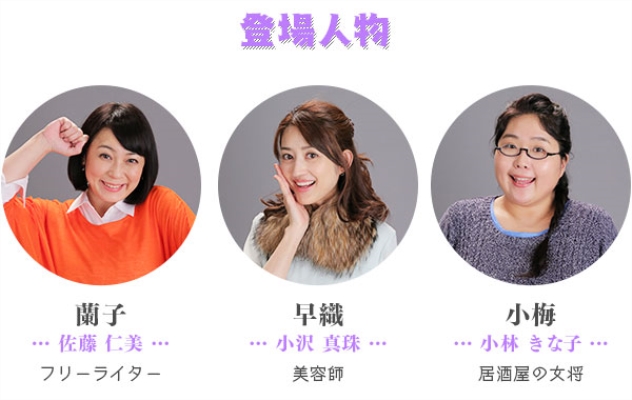 登場人物
蘭子
… 佐藤 仁美 …
フリーライター
早織
… 小沢 真珠 …
美容師
小梅
… 小林 きな子 …
居酒屋の女将